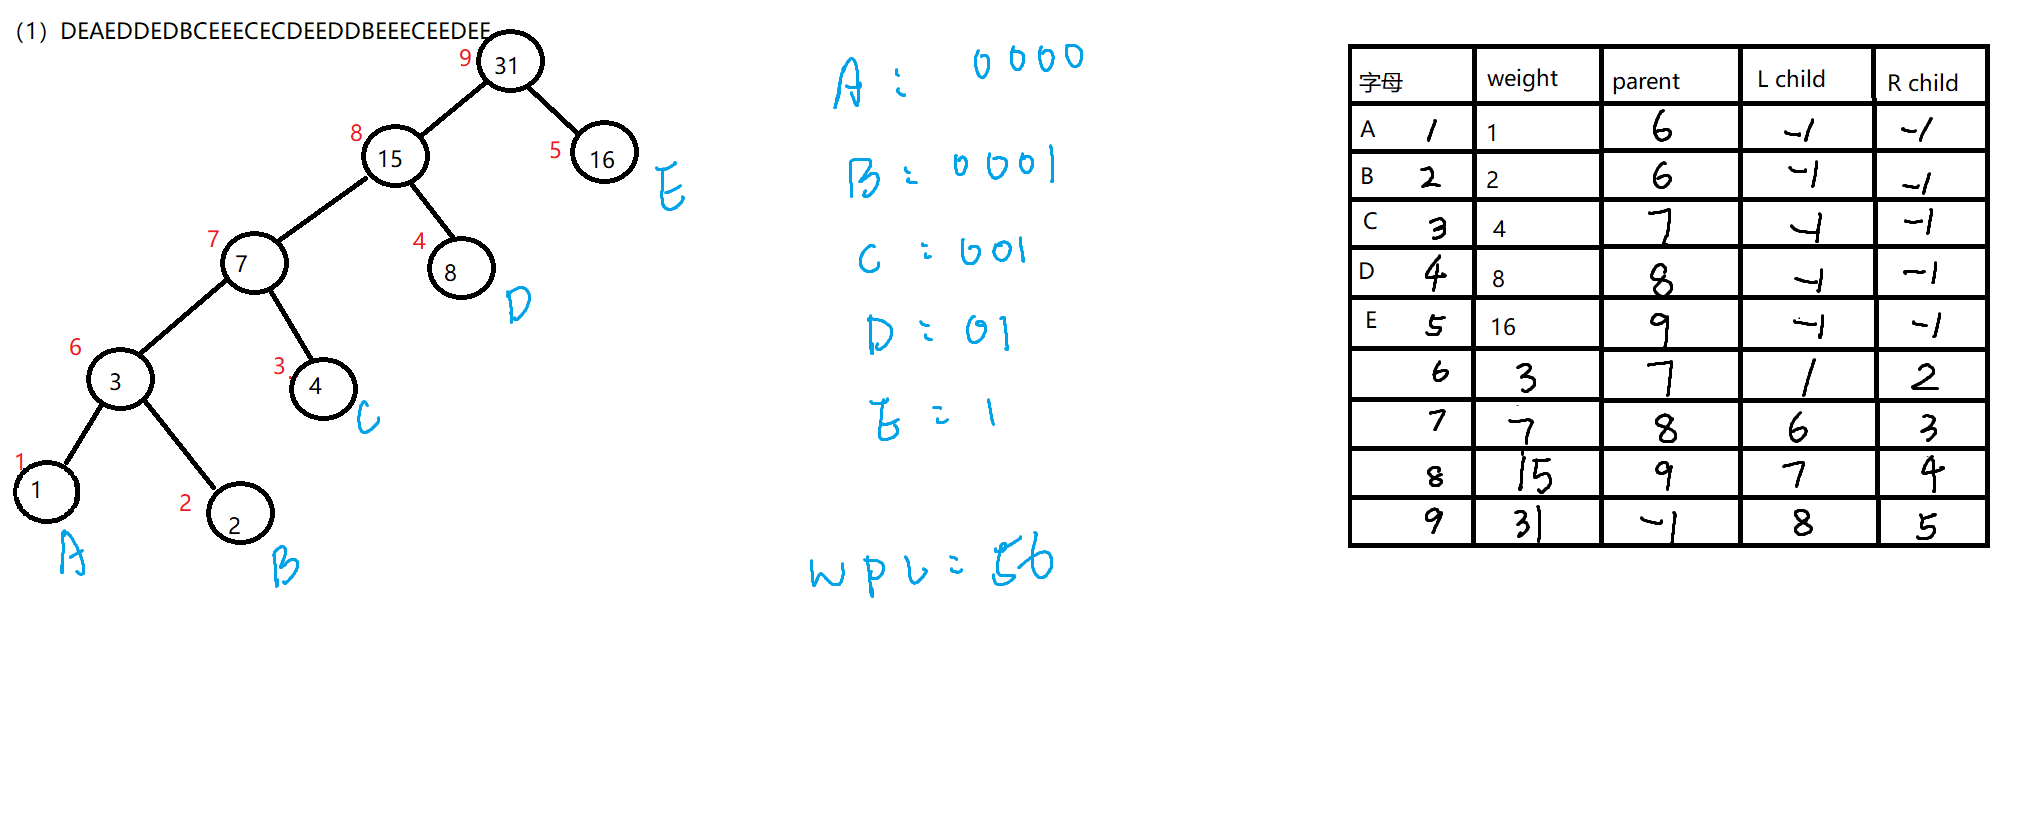 (1) DEAEDDEDBCEEECECDEEDDBEEECEEDEE
9 31
8 15
5 16 E
7 7
4 8 D
6 3
3 4 C
1 1 A
2 2 B
A: 0000
B: 0001
C: 001
D: 01
E = 1
WPL = 56
字母 weight parent L child R child
A 1 1 6 -1 -1
B 2 2 6 -1 -1
C 3 4 7 -1 -1
D 4 8 8 -1 -1
E 5 16 9 -1 -1
6 3 7 1 2
7 7 8 6 3
8 15 9 7 4
9 31 -1 8 5